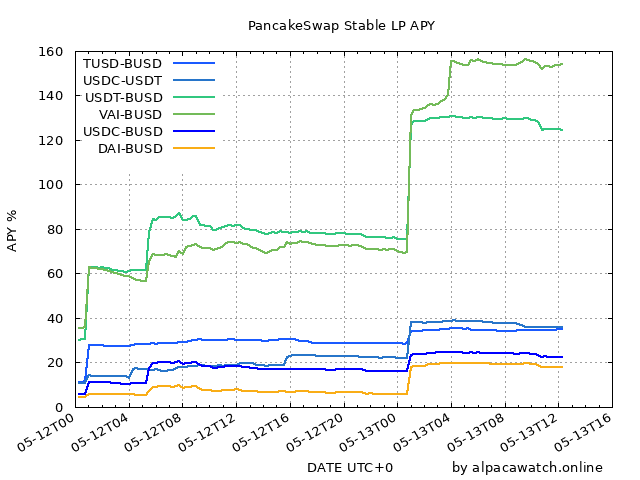 PancakeSwap Stable LP APY
160
140
120
100
80
60
40
20
0
APY %
TUSD-BUSD
USDC-USDT
USDT-BUSD
VAI-BUSD
USDC-BUSD
DAI-BUSD
05-12T00
05-12T04
05-12T08
05-12T12
05-12T16
05-12T20
05-13T00
05-13T04
05-13T08
05-13T12
05-13T16
DATE UTC+0
by alpacawatch.online